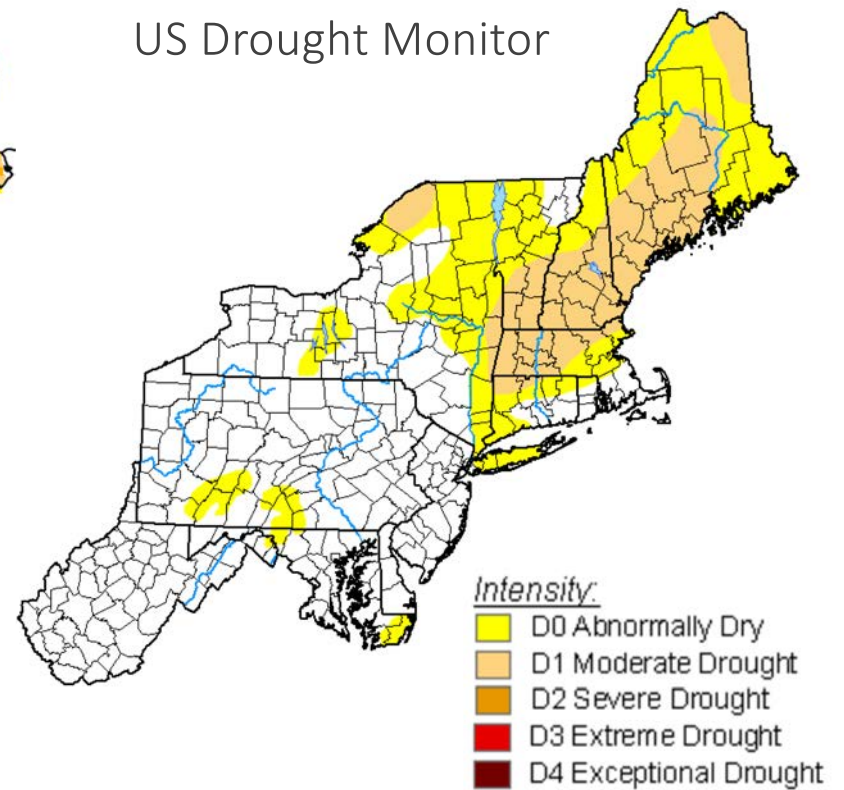 US Drought Monitor
Intensity:
D0 Abnormally Dry
D1 Moderate Drought
D2 Severe Drought
D3 Extreme Drought
D4 Exceptional Drought